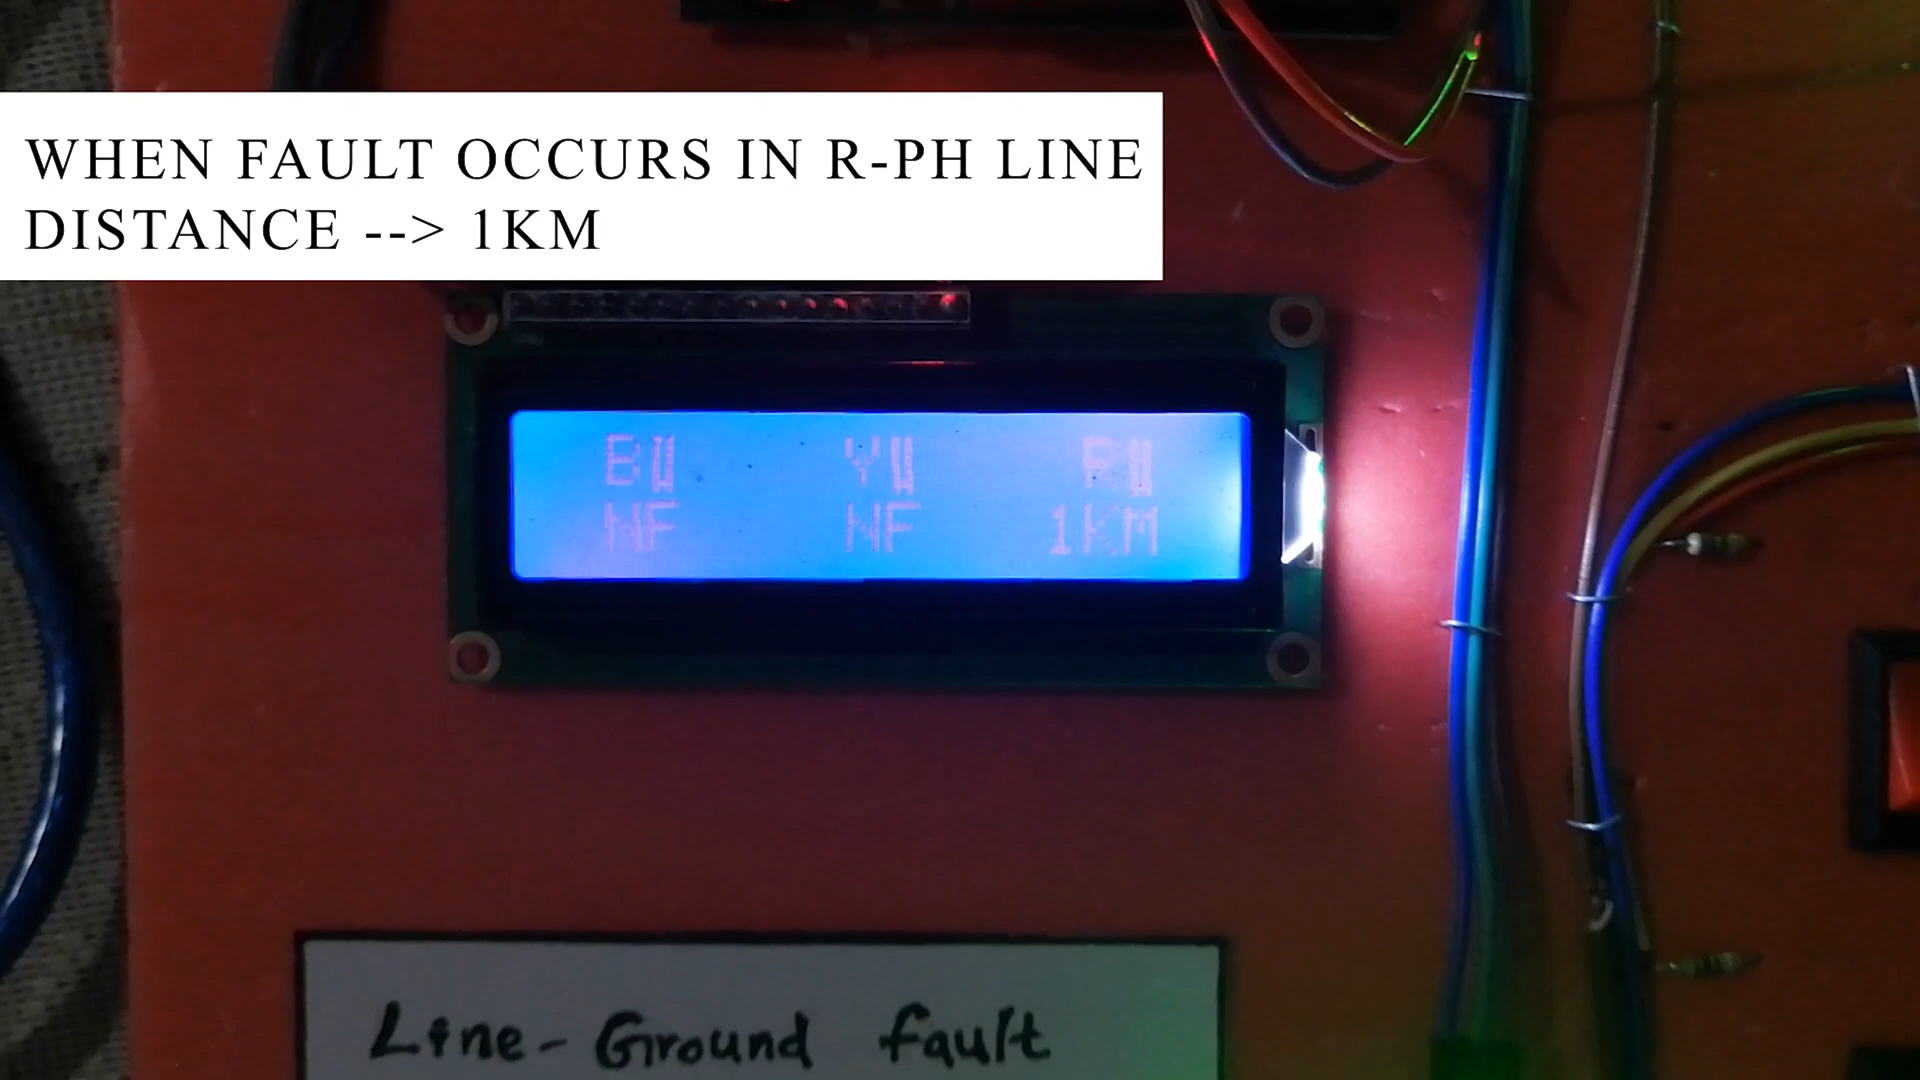 WHEN FAULT OCCURS IN R-PH LINE
DISTANCE --> 1KM
B Y R
NF NF 1KM
Line-Ground fault